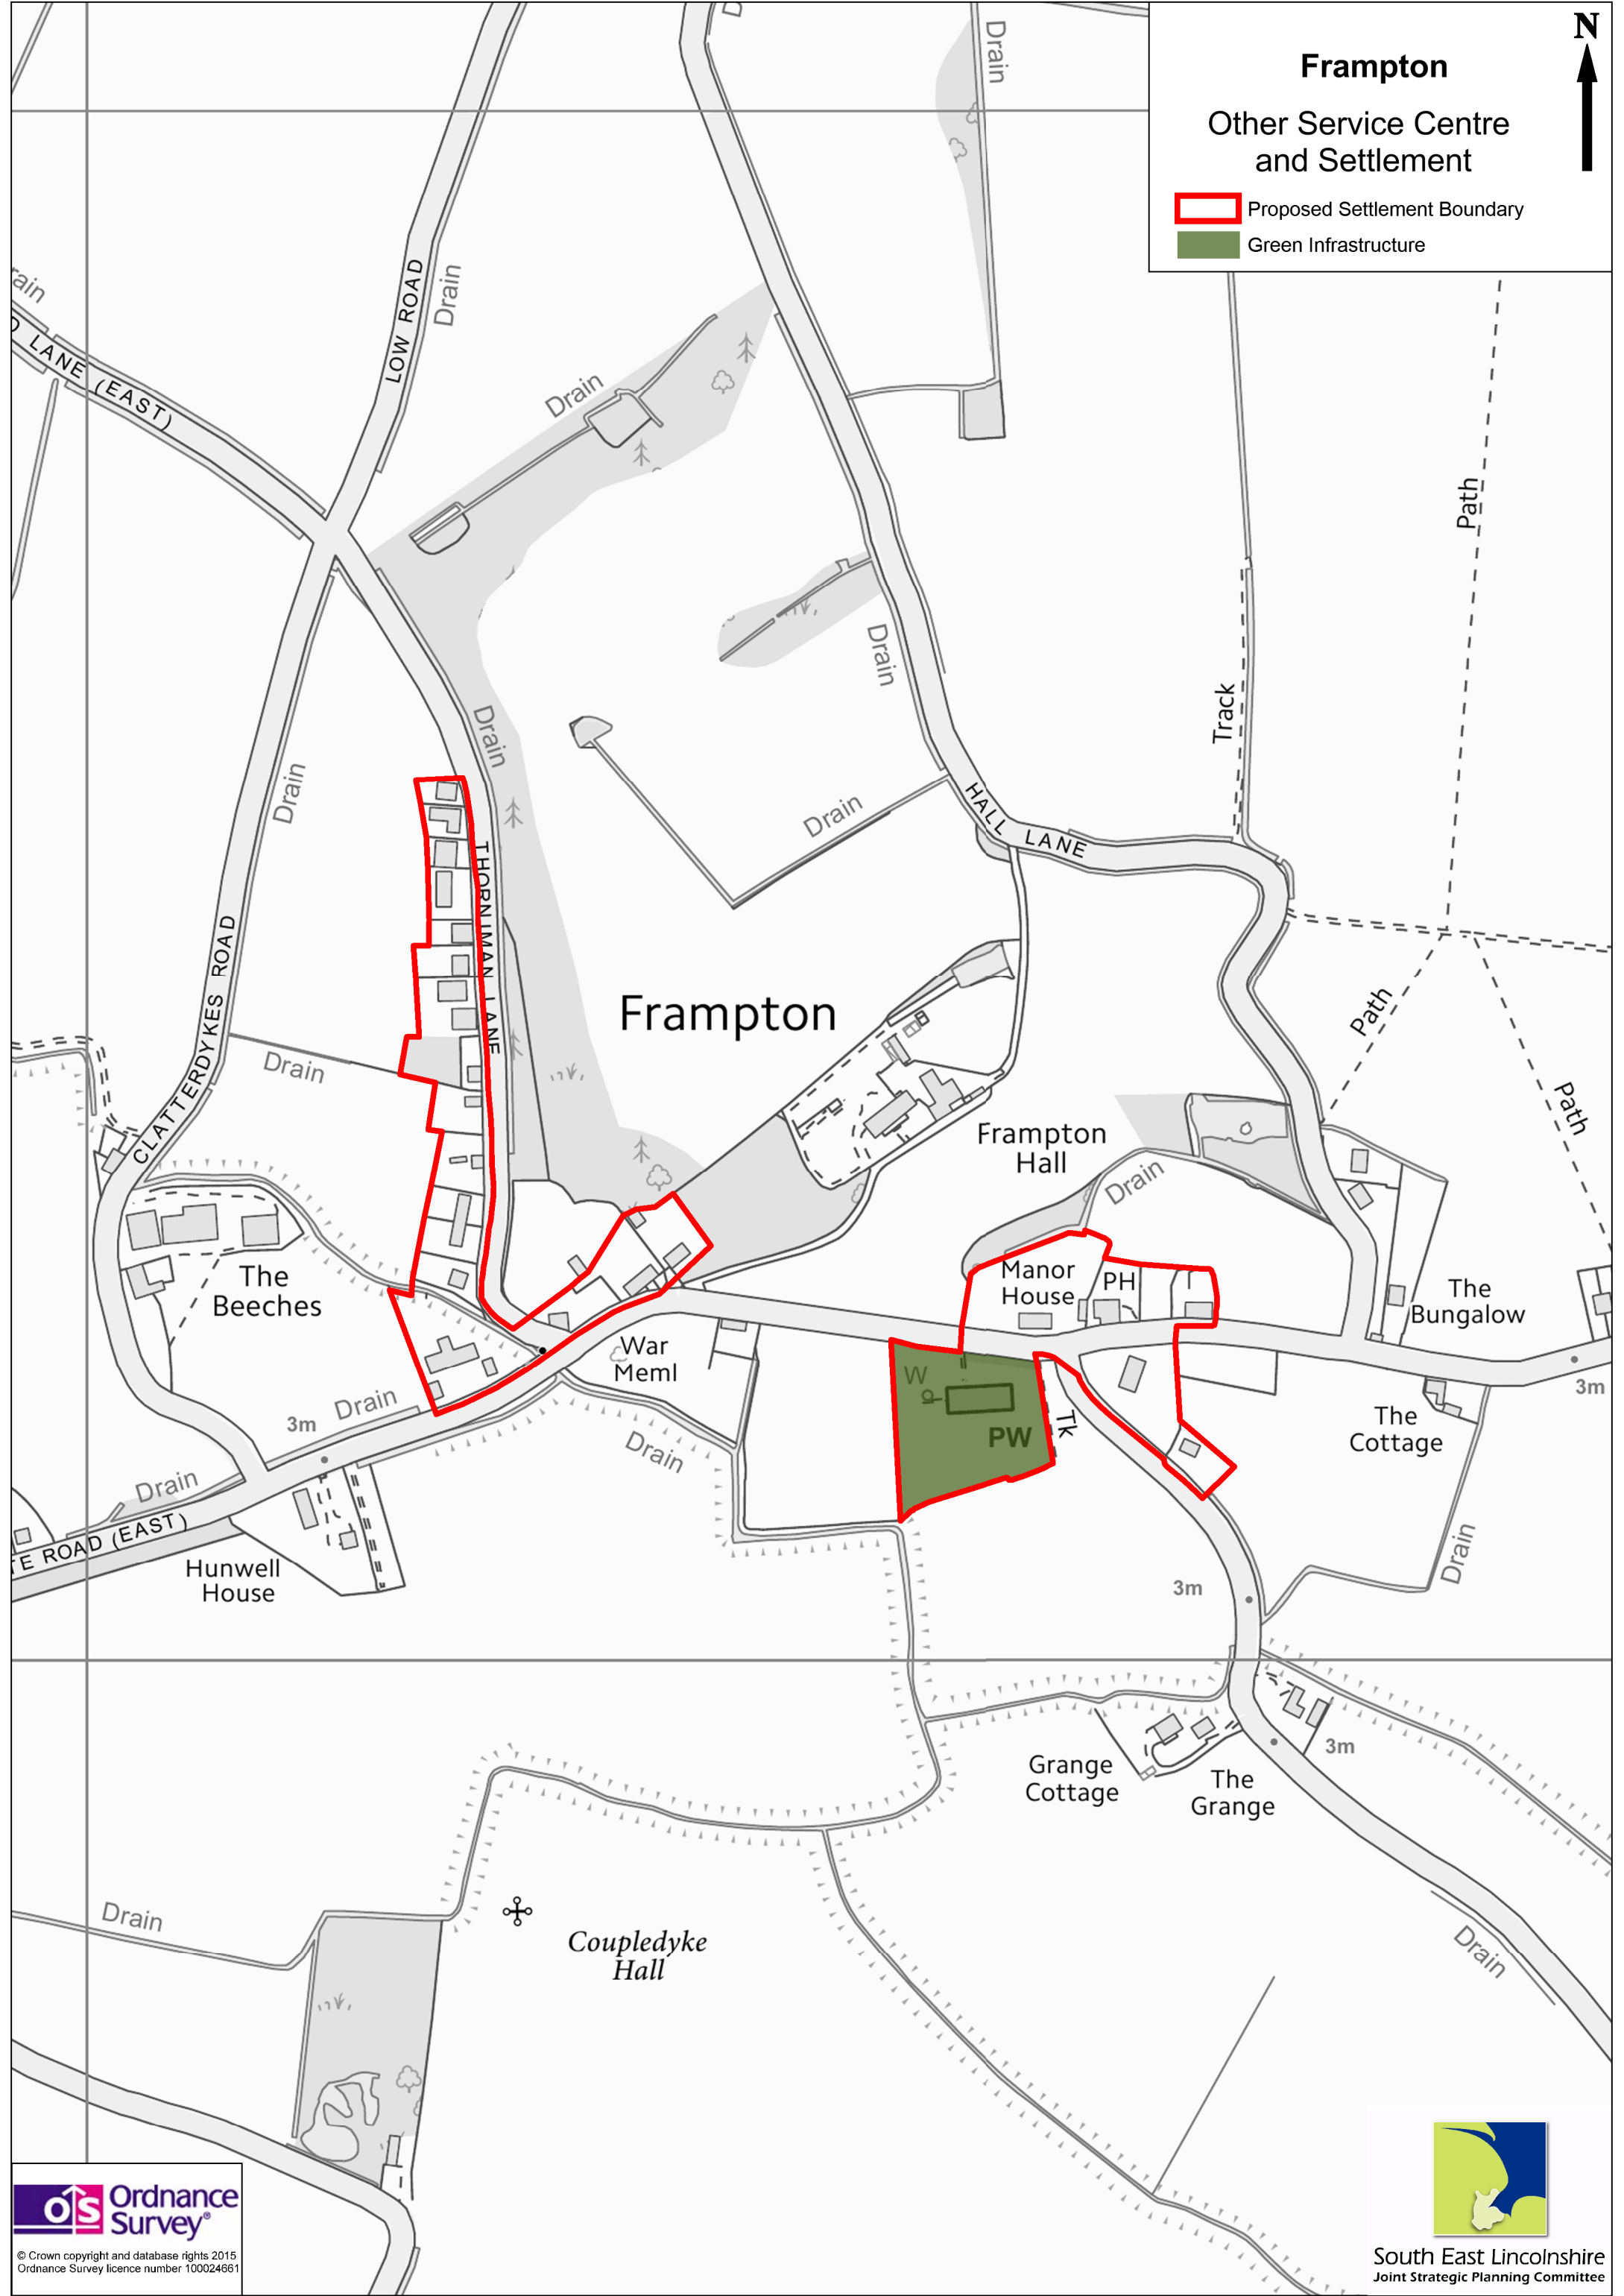 N
Frampton
Other Service Centre
and Settlement
Proposed Settlement Boundary
Green Infrastructure
D
Drain
LOW ROAD
Drain
rain
LANE (EAST)
Drain
Path
Drain
Track
Drain
Drain
Drain
HALL LANE
THORNIMAN LANE
CLATTERDYKES ROAD
Frampton
Path
Drain
Path
Frampton
Hall
Drain
The
Beeches
Manor
House
PH
The
Bungalow
War
Meml
W
PW
Tk
3m
The
Cottage
3m
Drain
Drain
Drain
TE ROAD (EAST)
Hunwell
House
Drain
3m
3m
Grange
Cottage
The
Grange
Drain
Coupledyke
Hall
Drain
OS Ordnance
Survey®
© Crown copyright and database rights 2015
Ordnance Survey licence number 100024661
South East Lincolnshire
Joint Strategic Planning Committee